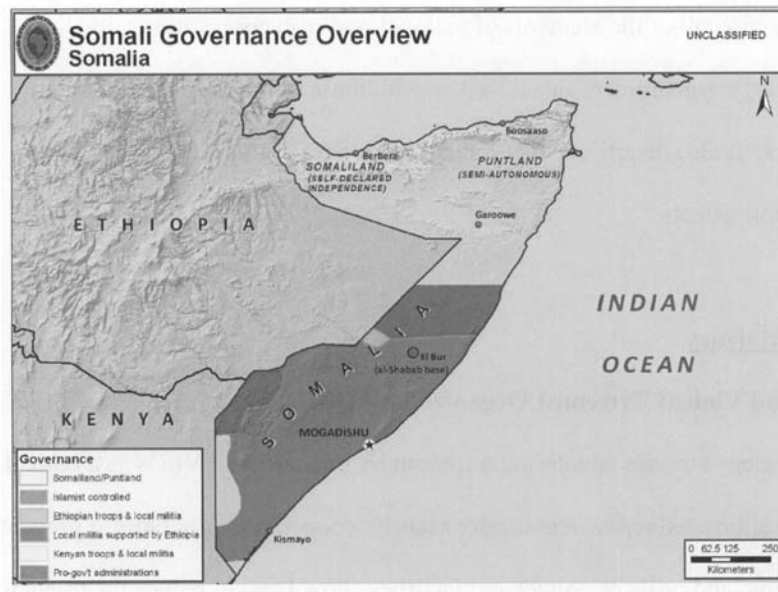 Somali Governance Overview
Somalia
UNCLASSIFIED
N
Boosaaso
Berbera
SOMALILAND
(SELF-DECLARED
INDEPENDENCE)
PUNTLAND
(SEMI-AUTONOMOUS)
Garoowe
ETHIOPIA
INDIAN
OCEAN
SOMALIA
El Bur
(al-Shabab base)
KENYA
MOGADISHU
Kismayo
Governance
Somaliland/Puntland
Islamist controlled
Ethiopian troops & local militia
Local militia supported by Ethiopia
Kenyan troops & local militia
Pro-gov't administrations
0 62.5 125 250
Kilometers